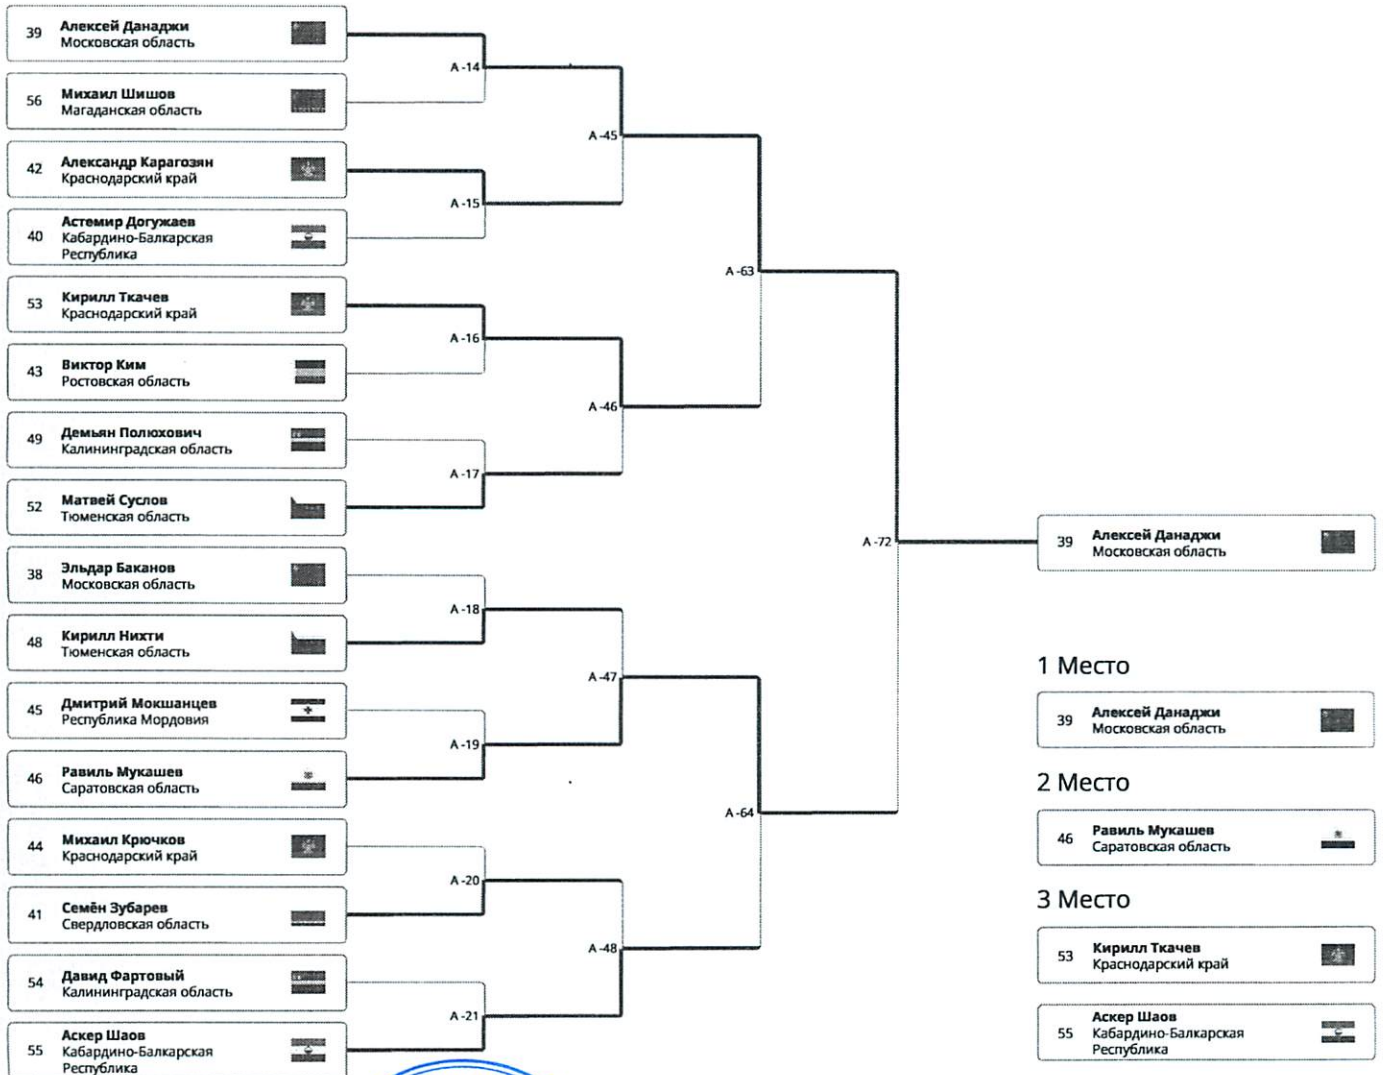 39
Алексей Данаджи
Московская область
A -14
56
Михаил Шишов
Магаданская область
A -45
42
Александр Карагозян
Краснодарский край
A -15
40
Астемир Догужаев
Кабардино-Балкарская
Республика
A -63
53
Кирилл Ткачев
Краснодарский край
A -16
43
Виктор Ким
Ростовская область
A -46
49
Демьян Полюхович
Калининградская область
A -17
52
Матвей Суслов
Тюменская область
A -72
39
Алексей Данаджи
Московская область
38
Эльдар Баканов
Московская область
A -18
48
Кирилл Нихти
Тюменская область
A -47
45
Дмитрий Мокшанцев
Республика Мордовия
A -19
46
Равиль Мукашев
Саратовская область
A -64
44
Михаил Крючков
Краснодарский край
A -20
41
Семён Зубарев
Свердловская область
A -48
54
Давид Фартовый
Калининградская область
A -21
55
Аскер Шаов
Кабардино-Балкарская
Республика
1 Место
39
Алексей Данаджи
Московская область
2 Место
46
Равиль Мукашев
Саратовская область
3 Место
53
Кирилл Ткачев
Краснодарский край
55
Аскер Шаов
Кабардино-Балкарская
Республика